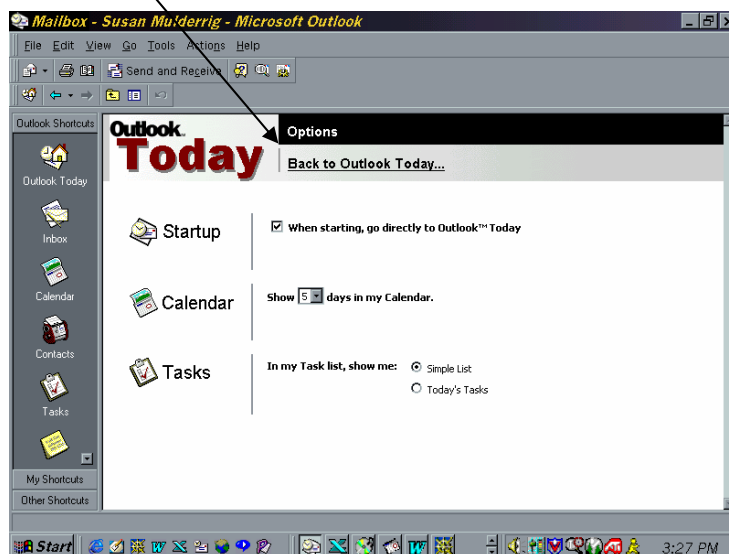 Mailbox - Susan Mulderrig - Microsoft Outlook
File Edit View Go Tools Actions Help
Send and Receive
Outlook Shortcuts
Outlook Today
Inbox
Calendar
Contacts
Tasks
My Shortcuts
Other Shortcuts
Outlook
Today
Options
Back to Outlook Today...
Startup
When starting, go directly to Outlook™ Today
Calendar
Show 5 days in my Calendar.
Tasks
In my Task list, show me:
Simple List
Today's Tasks
Start
3:27 PM